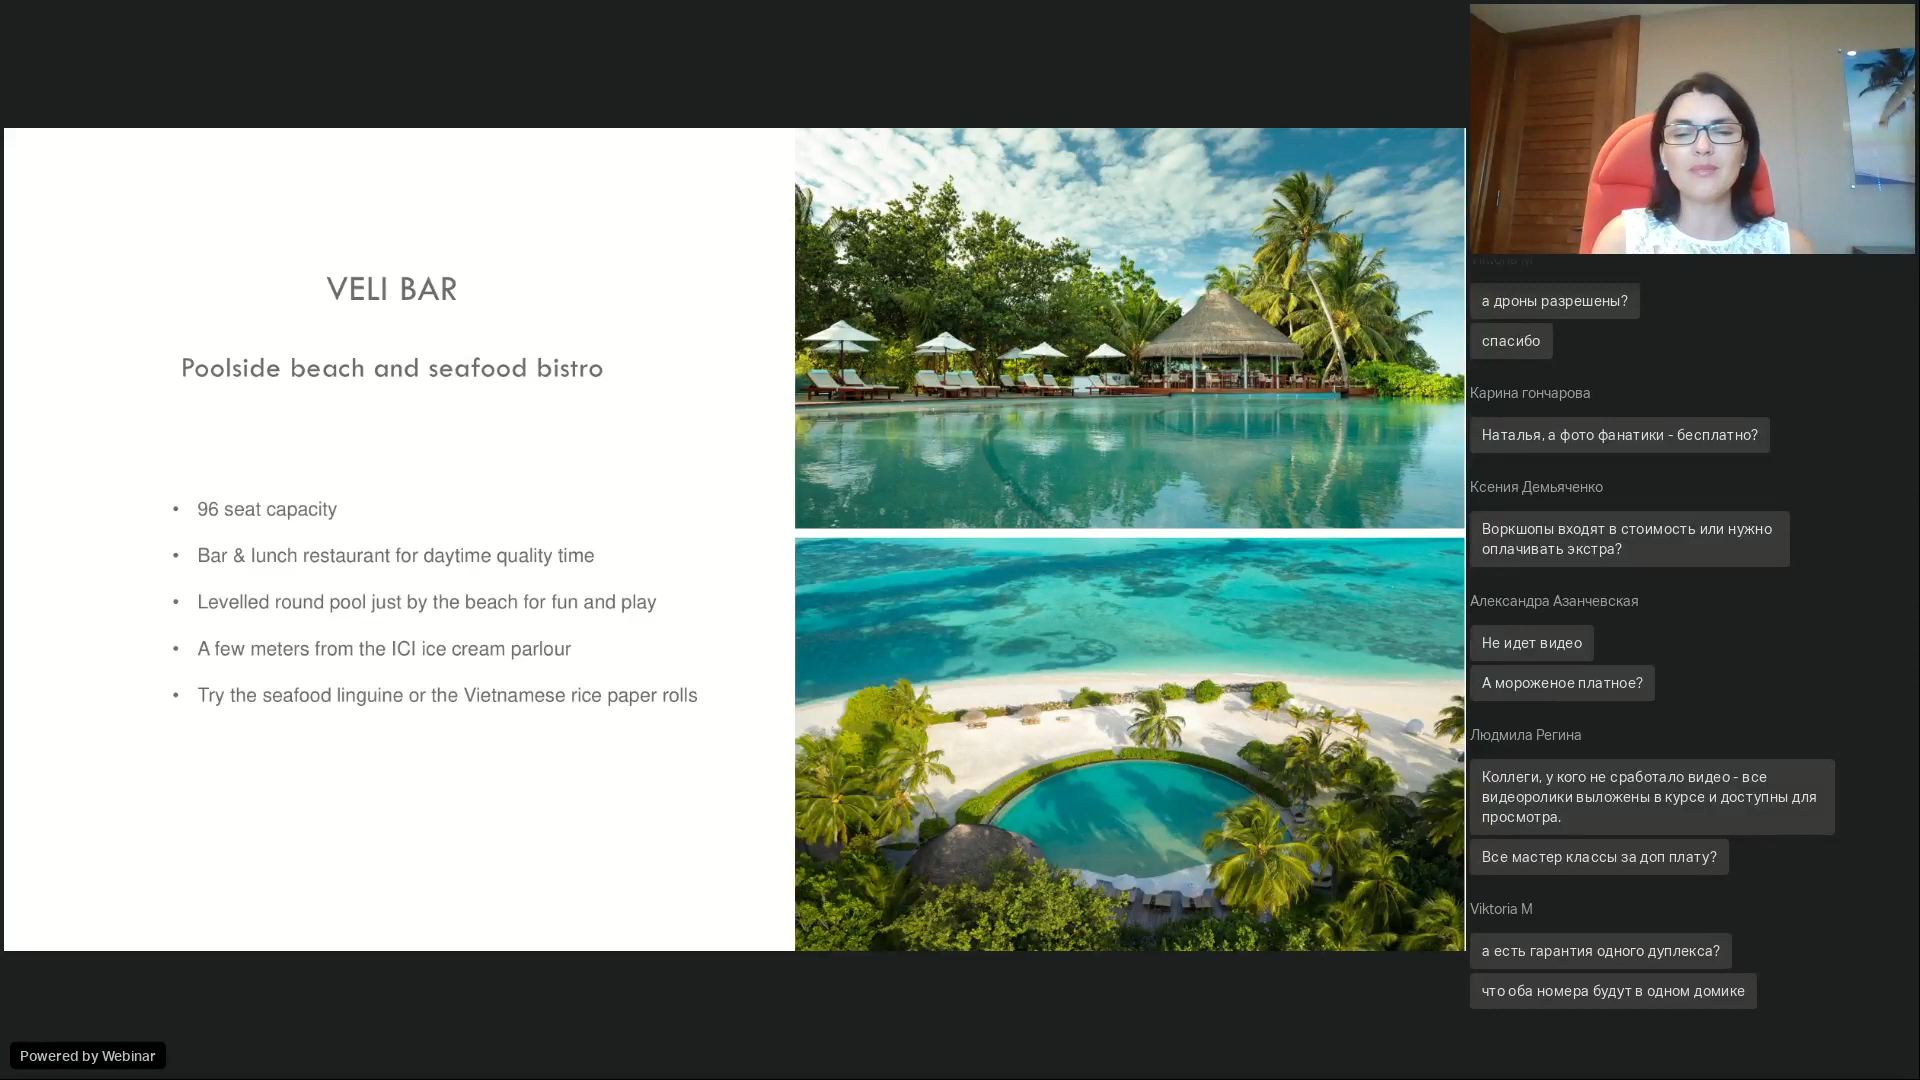 VELI BAR
Poolside beach and seafood bistro
• 96 seat capacity
• Bar & lunch restaurant for daytime quality time
• Levelled round pool just by the beach for fun and play
• A few meters from the ICI ice cream parlour
• Try the seafood linguine or the Vietnamese rice paper rolls
Powered by Webinar
Viktoria M
а дроны разрешены?
спасибо
Карина гончарова
Наталья, а фото фанатики - бесплатно?
Ксения Демьяченко
Воркшопы входят в стоимость или нужно
оплачивать экстра?
Александра Азанчевская
Не идет видео
А мороженое платное?
Людмила Регина
Коллеги, у кого не сработало видео - все
видеоролики выложены в курсе и доступны для
просмотра.
Все мастер классы за доп плату?
Viktoria M
а есть гарантия одного дуплекса?
что оба номера будут в одном домике